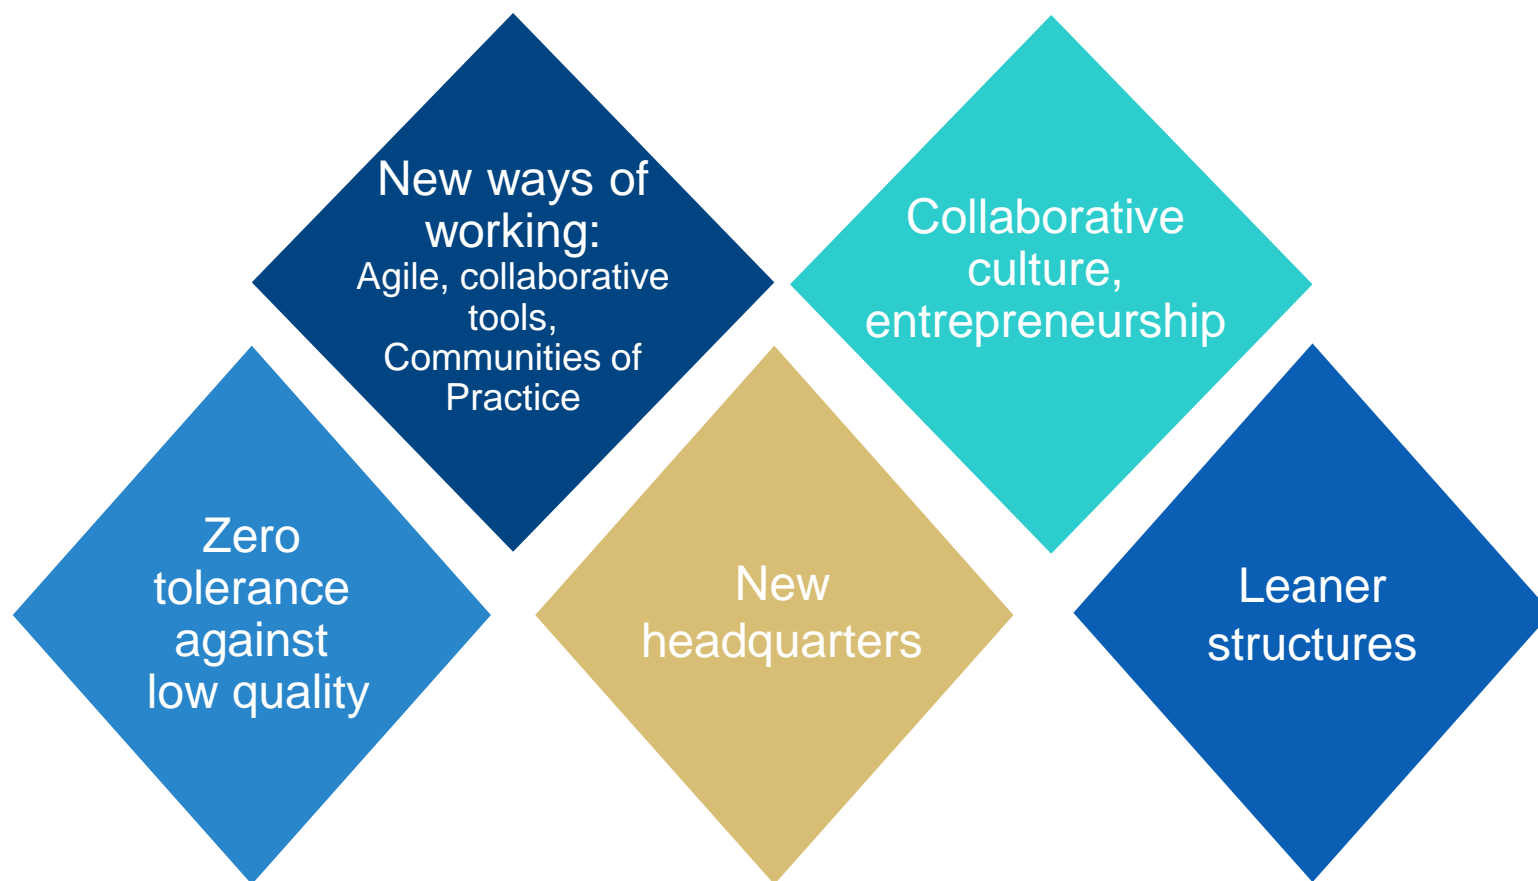 New ways of
working:
Agile, collaborative
tools,
Communities of
Practice
Collaborative
culture,
entrepreneurship
Zero
tolerance
against
low quality
New
headquarters
Leaner
structures